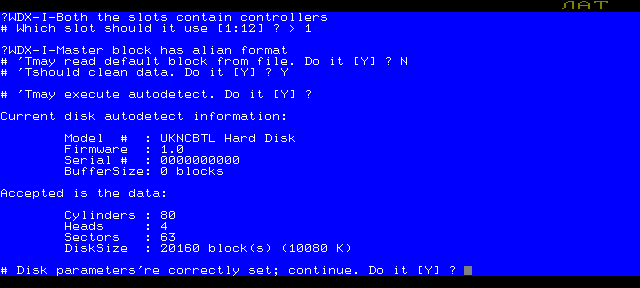 ЛАТ
?WDX-I-Both the slots contain controllers
# Which slot should it use [1:12] ? > 1
?WDX-I-Master block has alian format
# 'Tmay read default block from file. Do it [Y] ? N
# 'Tshould clean data. Do it [Y] ? Y
# 'Tmay execute autodetect. Do it [Y] ?
Current disk autodetect information:
Model # : UKNCBTL Hard Disk
Firmware : 1.0
Serial # : 0000000000
BufferSize: 0 blocks
Accepted is the data:
Cylinders : 80
Heads : 4
Sectors : 63
DiskSize : 20160 block(s) (10080 K)
# Disk parameters're correctly set; continue. Do it [Y] ?